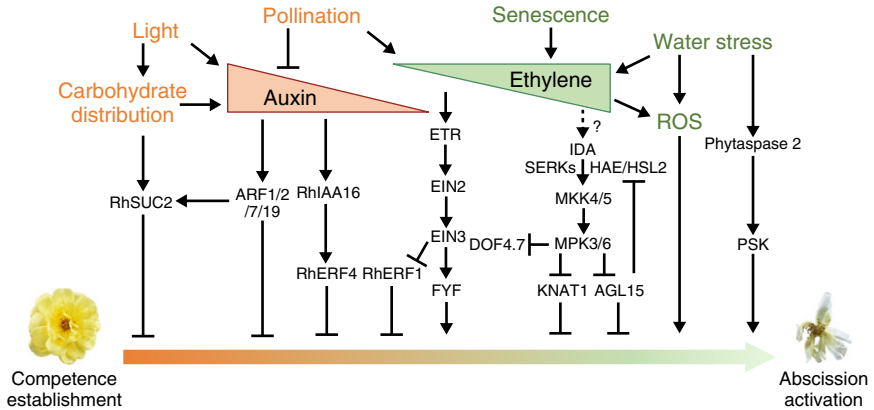 Pollination
Senescence
Light
Water stress
Carbohydrate
distribution
Auxin
Ethylene
ROS
ETR
?
IDA
SERKs HAE/HSL2
Phytaspase 2
RhSUC2
ARF1/2
/7/19
RhIAA16
EIN2
MKK4/5
EIN3
DOF4.7
MPK3/6
PSK
RhERF4
RhERF1
FYF
KNAT1
AGL15
Competence
establishment
Abscission
activation